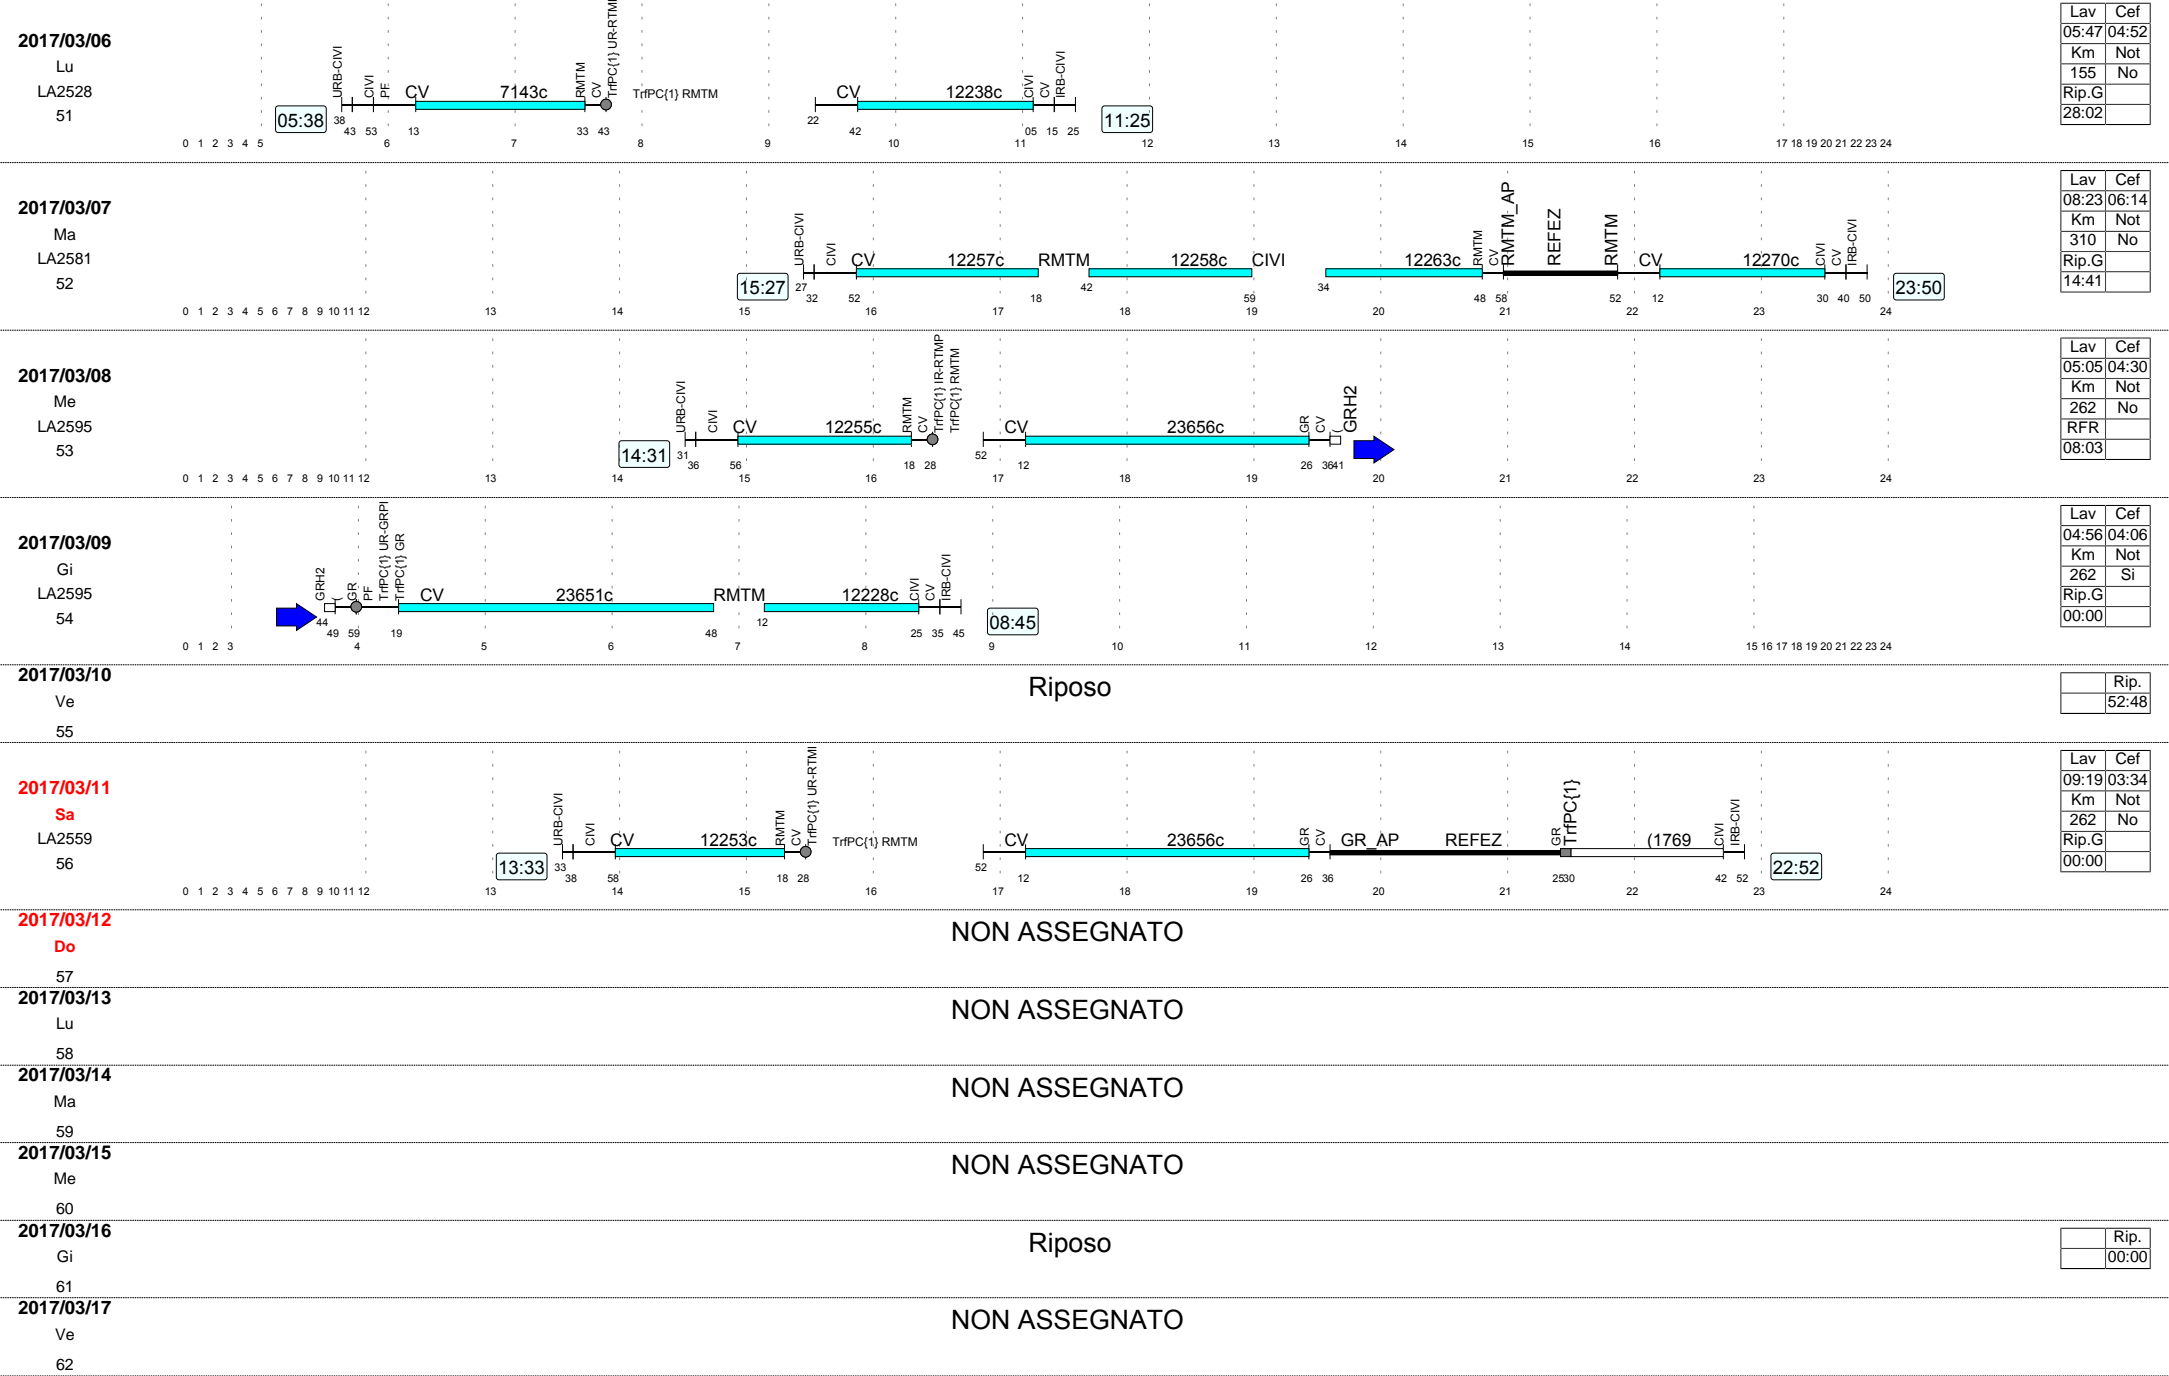 2017/03/06
Lu
LA2528
51
05:38
URB-CIVI CIVI PF CV 7143c RMTM CV TrfPC{1} UR-RTM TrfPC{1} RMTM CV 12238c CIVI CV IRB-CIVI
11:25
38 43 53 13 33 43 22 42 05 15 25
0 1 2 3 4 5 6 7 8 9 10 11 12 13 14 15 16 17 18 19 20 21 22 23 24
Lav Cef
05:47 04:52
Km Not
155 No
Rip.G
28:02
2017/03/07
Ma
LA2581
52
15:27
URB-CIVI CIVI CV 12257c RMTM 12258c CIVI 12263c RMTM CV RMTM_AP REFEZ RMTM CV 12270c CIVI CV IRB-CIVI
23:50
27 32 52 18 42 59 34 48 58 52 12 30 40 50
0 1 2 3 4 5 6 7 8 9 10 11 12 13 14 15 16 17 18 19 20 21 22 23 24
Lav Cef
08:23 06:14
Km Not
310 No
Rip.G
14:41
2017/03/08
Me
LA2595
53
14:31
URB-CIVI CIVI CV 12255c RMTM CV TrfPC{1} IR-RTMP TrfPC{1} RMTM CV 23656c GR CV ( GRH2
31 36 56 18 28 52 12 26 36 41
0 1 2 3 4 5 6 7 8 9 10 11 12 13 14 15 16 17 18 19 20 21 22 23 24
Lav Cef
05:05 04:30
Km Not
262 No
RFR
08:03
2017/03/09
Gi
LA2595
54
GRH2 ( GR PF TrfPC{1} UR-GRPI TrfPC{1} GR CV 23651c RMTM 12228c CIVI CV IRB-CIVI
08:45
44 49 59 19 48 12 25 35 45
0 1 2 3 4 5 6 7 8 9 10 11 12 13 14 15 16 17 18 19 20 21 22 23 24
Lav Cef
04:56 04:06
Km Not
262 Si
Rip.G
00:00
2017/03/10
Ve
55
Riposo
Rip.
52:48
2017/03/11
Sa
LA2559
56
13:33
URB-CIVI CIVI CV 12253c RMTM CV TrfPC{1} UR-RTMI TrfPC{1} RMTM CV 23656c GR CV GR_AP REFEZ GR TrfPC{1} (1769 CIVI IRB-CIVI
22:52
33 38 58 18 28 52 12 26 36 25 30 42 52
0 1 2 3 4 5 6 7 8 9 10 11 12 13 14 15 16 17 18 19 20 21 22 23 24
Lav Cef
09:19 03:34
Km Not
262 No
Rip.G
00:00
2017/03/12
Do
57
NON ASSEGNATO
2017/03/13
Lu
58
NON ASSEGNATO
2017/03/14
Ma
59
NON ASSEGNATO
2017/03/15
Me
60
NON ASSEGNATO
2017/03/16
Gi
61
Riposo
Rip.
00:00
2017/03/17
Ve
62
NON ASSEGNATO